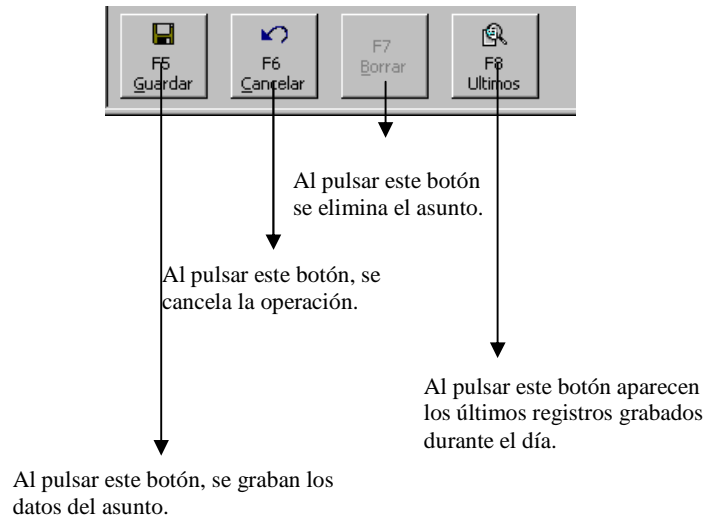 F5
Guardar
F6
Cancelar
F7
Borrar
F8
Ultimos
Al pulsar este botón
se elimina el asunto.
Al pulsar este botón, se
cancela la operación.
Al pulsar este botón aparecen
los últimos registros grabados
durante el día.
Al pulsar este botón, se graban los
datos del asunto.